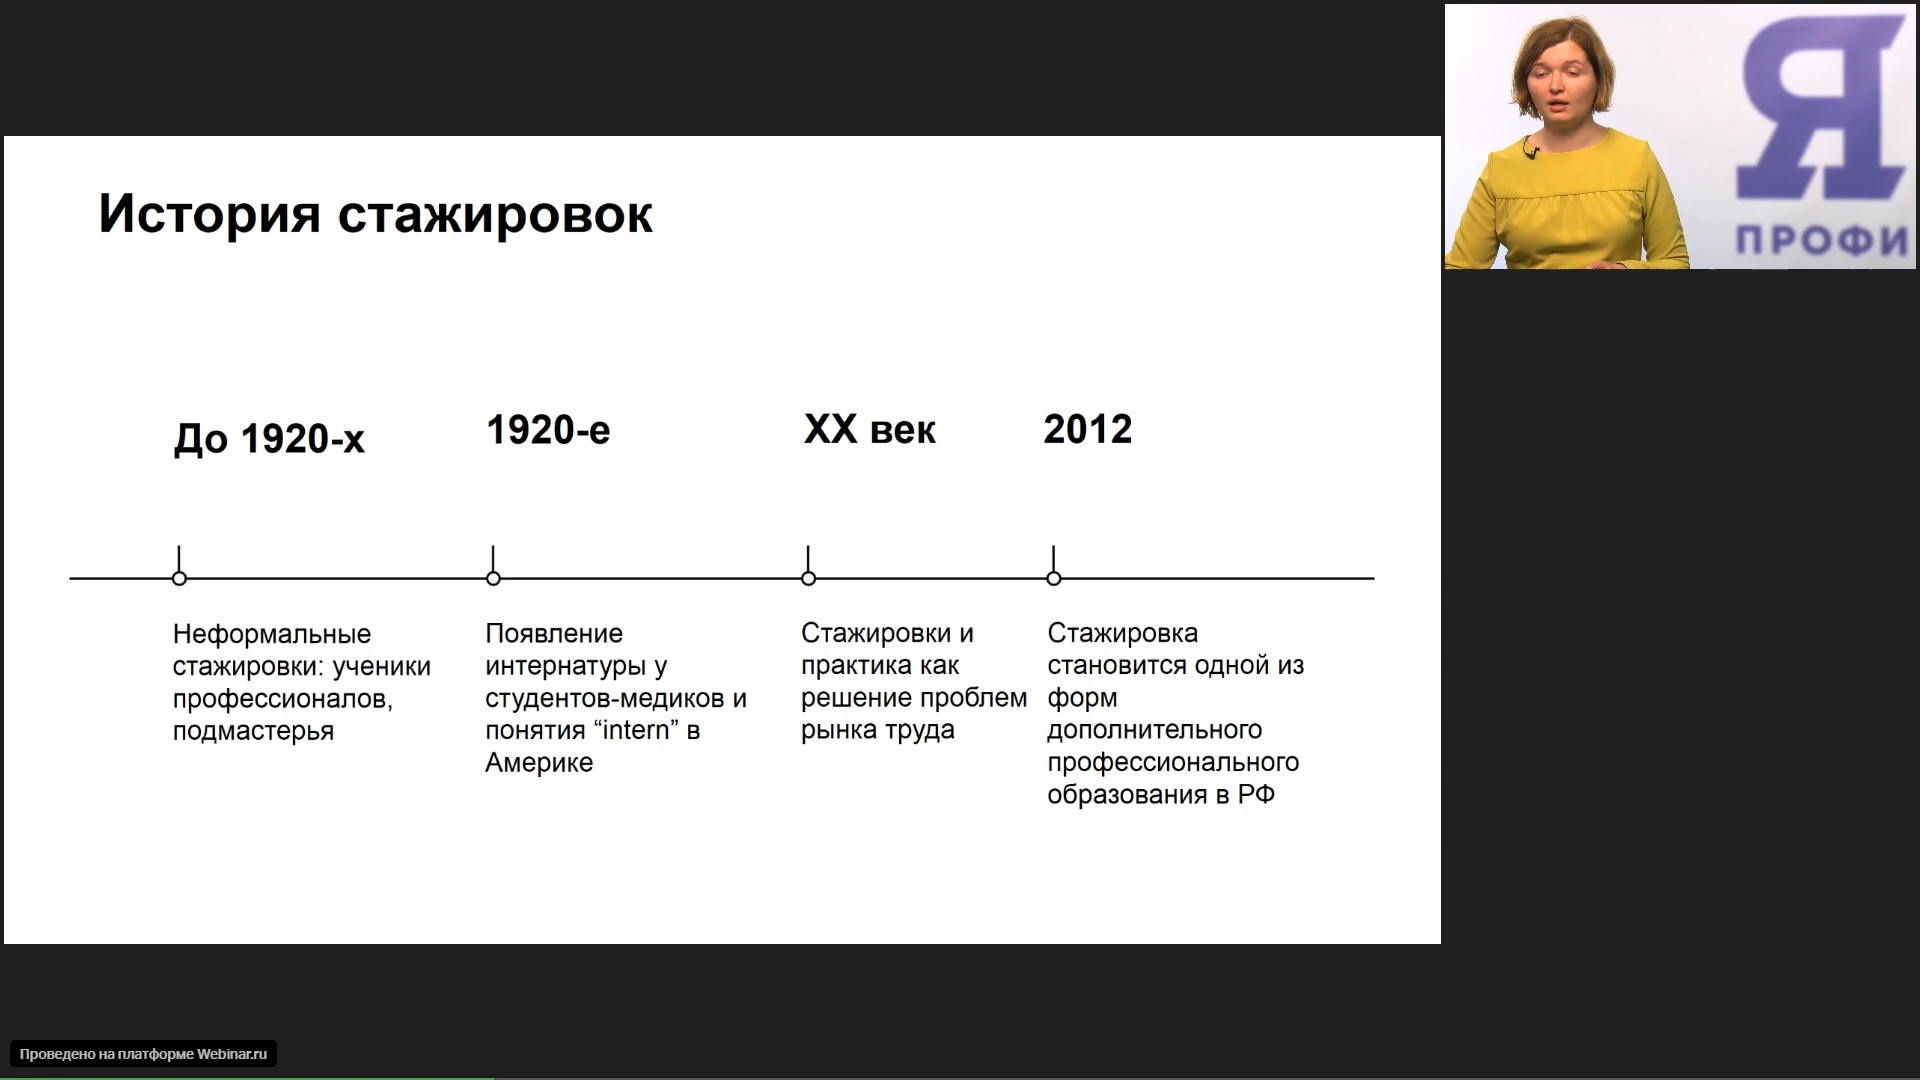 История стажировок
До 1920-х
1920-е
XX век
2012
Неформальные
стажировки: ученики
профессионалов,
подмастерья
Появление
интернатуры у
студентов-медиков и
понятия “intern” в
Америке
Стажировки и
практика как
решение проблем
рынка труда
Стажировка
становится одной из
форм
дополнительного
профессионального
образования в РФ
Я
ПРОФИ
Проведено на платформе Webinar.ru